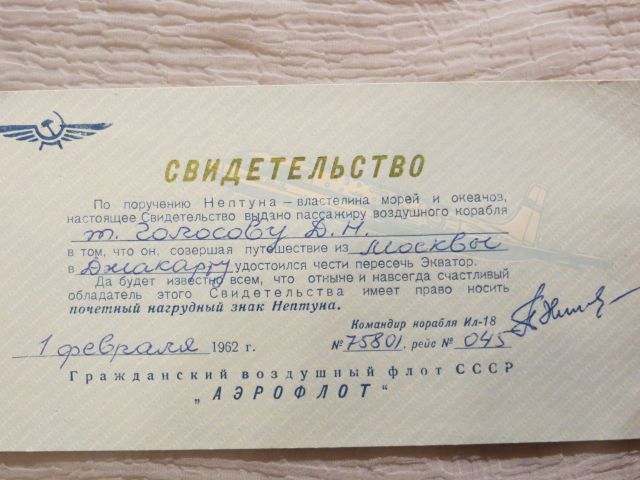 СВИДЕТЕЛЬСТВО
По поручению Нептуна — властелина морей и океанов,
настоящее Свидетельство выдано пассажиру воздушного корабля
т. Голосову Д. Н.
в том, что он, совершая путешествие из Москвы
в Джакарту удостоился чести пересечь Экватор.
Да будет известно всем, что отныне и навсегда счастливый
обладатель этого Свидетельства имеет право носить
почетный нагрудный знак Нептуна.
Командир корабля Ил-18
1 февраля 1962 г. № 75801, рейс № 045
Гражданский воздушный флот СССР
„АЭРОФЛОТ“